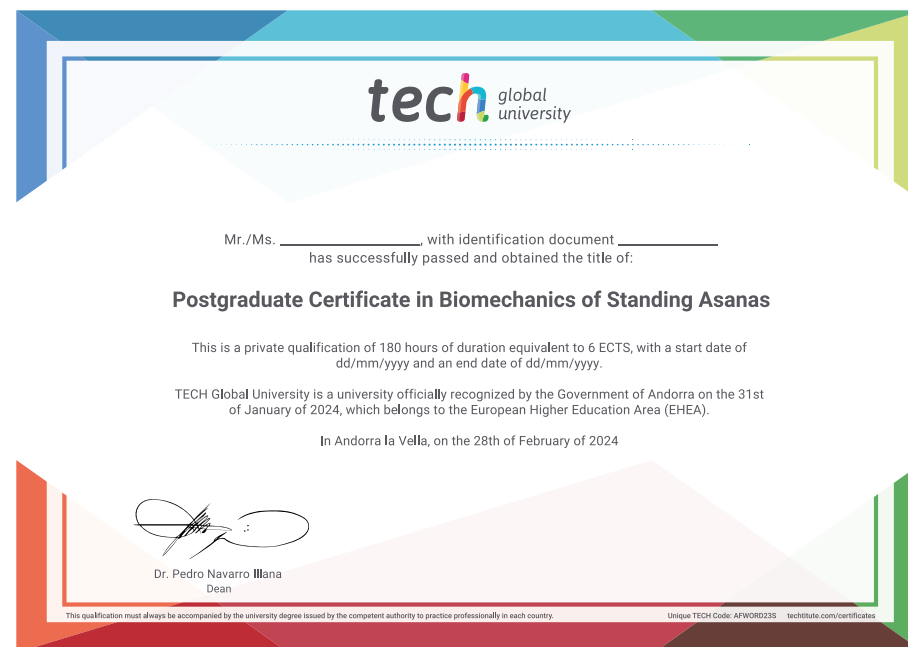 tech global university
Mr./Ms. ____________________, with identification document ______________
has successfully passed and obtained the title of:
Postgraduate Certificate in Biomechanics of Standing Asanas
This is a private qualification of 180 hours of duration equivalent to 6 ECTS, with a start date of
dd/mm/yyyy and an end date of dd/mm/yyyy.
TECH Global University is a university officially recognized by the Government of Andorra on the 31st
of January of 2024, which belongs to the European Higher Education Area (EHEA).
In Andorra la Vella, on the 28th of February of 2024
Dr. Pedro Navarro Illana
Dean
This qualification must always be accompanied by the university degree issued by the competent authority to practice professionally in each country.
Unique TECH Code: AFWORD23S techtitute.com/certificates